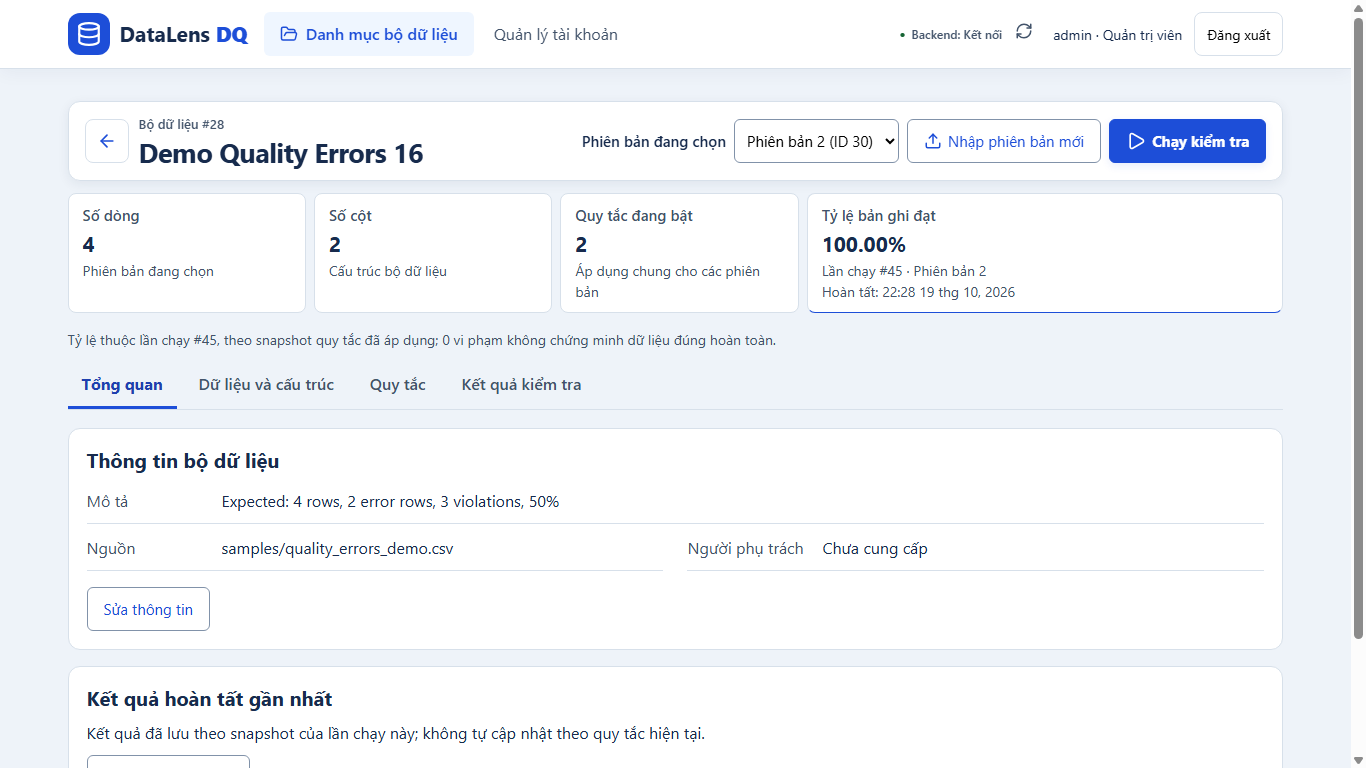 DataLens DQ
Danh mục bộ dữ liệu
Quản lý tài khoản
• Backend: Kết nối
admin · Quản trị viên
Đăng xuất
Bộ dữ liệu #28
Demo Quality Errors 16
Phiên bản đang chọn
Phiên bản 2 (ID 30)
Nhập phiên bản mới
Chạy kiểm tra
Số dòng
4
Phiên bản đang chọn
Số cột
2
Cấu trúc bộ dữ liệu
Quy tắc đang bật
2
Áp dụng chung cho các phiên
bản
Tỷ lệ bản ghi đạt
100.00%
Lần chạy #45 · Phiên bản 2
Hoàn tất: 22:28 19 thg 10, 2026
Tỷ lệ thuộc lần chạy #45, theo snapshot quy tắc đã áp dụng; 0 vi phạm không chứng minh dữ liệu đúng hoàn toàn.
Tổng quan
Dữ liệu và cấu trúc
Quy tắc
Kết quả kiểm tra
Thông tin bộ dữ liệu
Mô tả
Expected: 4 rows, 2 error rows, 3 violations, 50%
Nguồn
samples/quality_errors_demo.csv
Người phụ trách
Chưa cung cấp
Sửa thông tin
Kết quả hoàn tất gần nhất
Kết quả đã lưu theo snapshot của lần chạy này; không tự cập nhật theo quy tắc hiện tại.